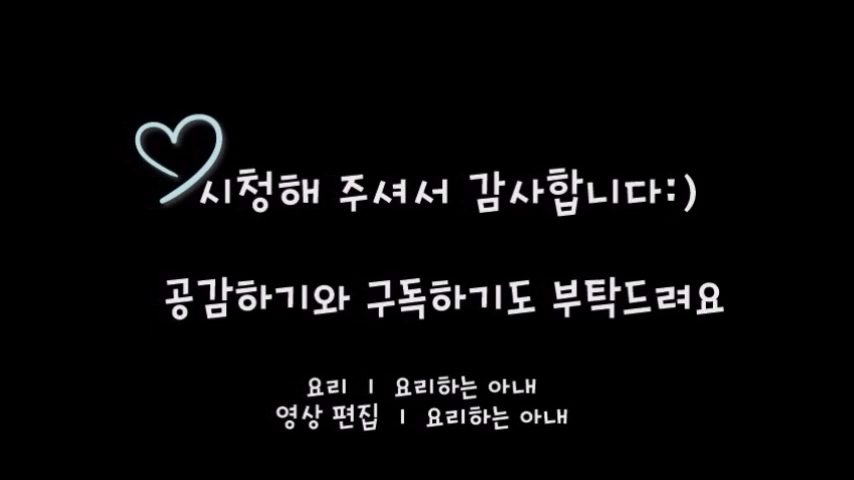 시청해 주셔서 감사합니다:)
공감하기와 구독하기도 부탁드려요
요리 ㅣ 요리하는 아내
영상 편집 ㅣ 요리하는 아내